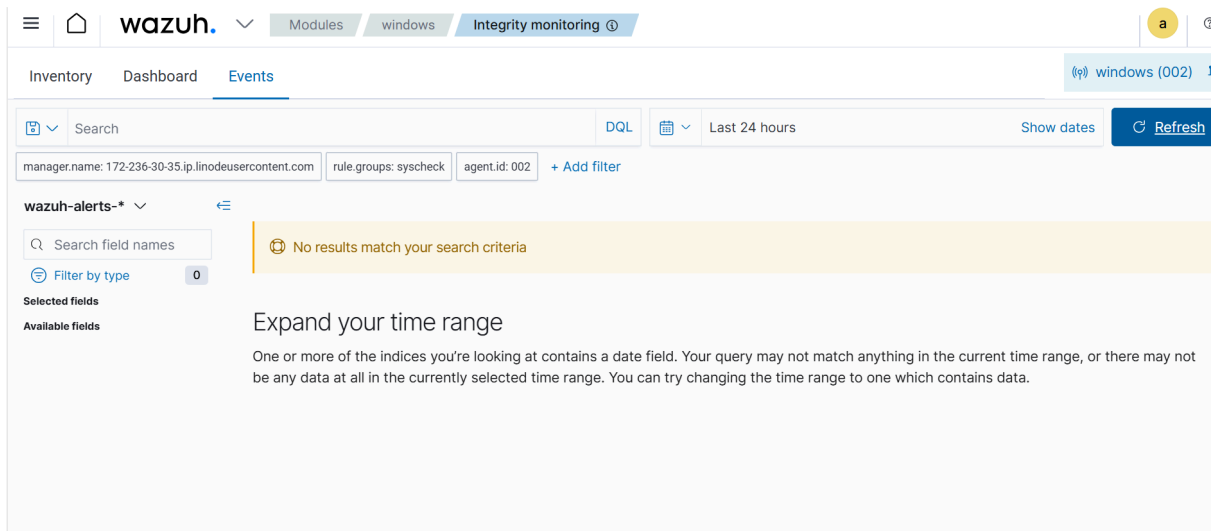 wazuh. Modules windows Integrity monitoring a
Inventory Dashboard Events windows (002)
Search DQL Last 24 hours Show dates Refresh
manager.name: 172-236-30-35.ip.linodeusercontent.com rule.groups: syscheck agent.id: 002 + Add filter
wazuh-alerts-*
Search field names
No results match your search criteria
Filter by type 0
Selected fields
Available fields
Expand your time range
One or more of the indices you're looking at contains a date field. Your query may not match anything in the current time range, or there may not
be any data at all in the currently selected time range. You can try changing the time range to one which contains data.